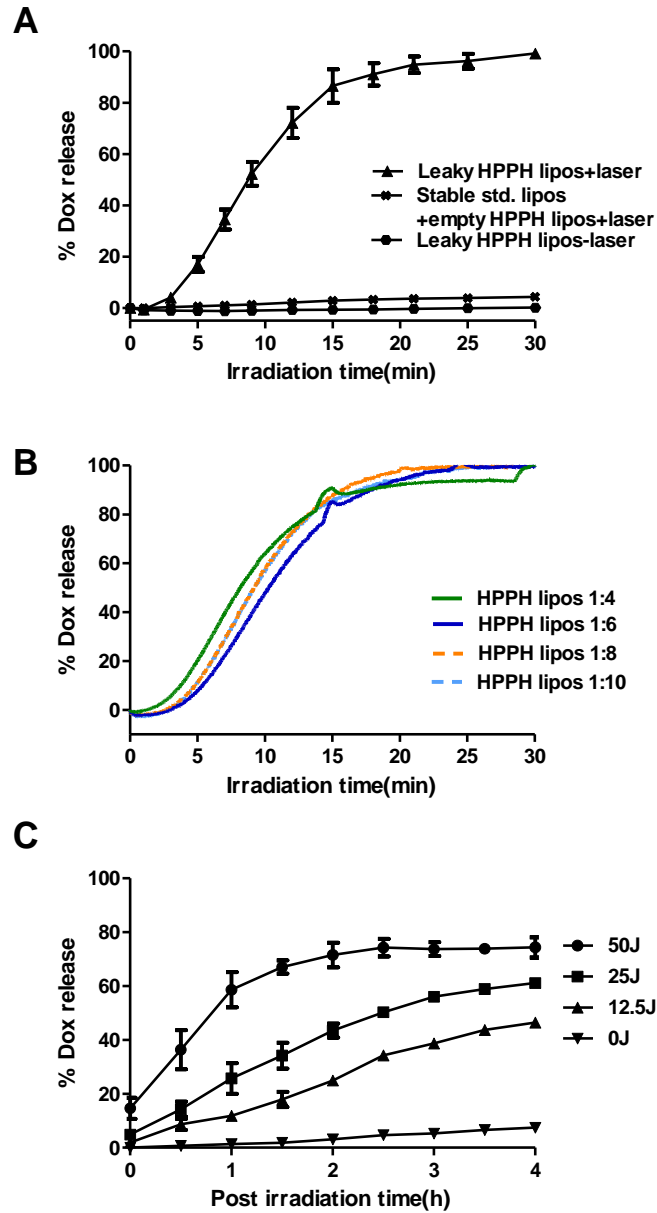 A
% Dox release
100
80
60
40
20
0
Leaky HPPH lipos+laser
Stable std. lipos
+empty HPPH lipos+laser
Leaky HPPH lipos-laser
0 5 10 15 20 25 30
Irradiation time(min)
B
% Dox release
100
80
60
40
20
0
HPPH lipos 1:4
HPPH lipos 1:6
HPPH lipos 1:8
HPPH lipos 1:10
0 5 10 15 20 25 30
Irradiation time(min)
C
% Dox release
100
80
60
40
20
0
50J
25J
12.5J
0J
0 1 2 3 4
Post irradiation time(h)